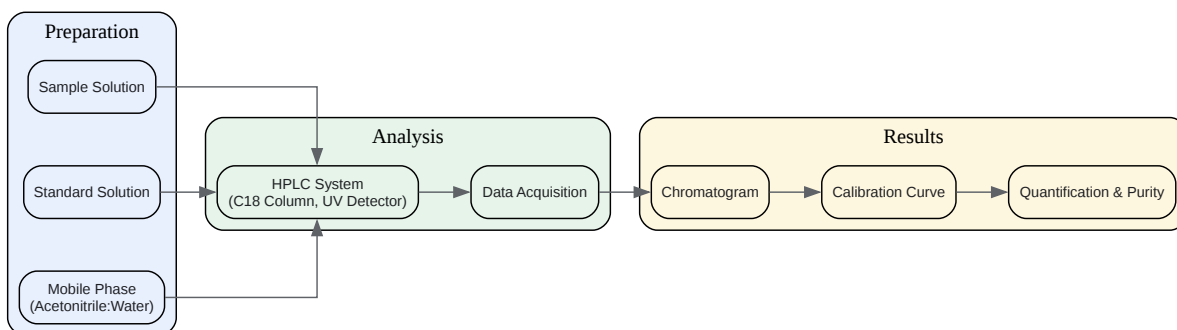 Preparation
Sample Solution
Standard Solution
Mobile Phase
(Acetonitrile:Water)
Analysis
HPLC System
(C18 Column, UV Detector)
Data Acquisition
Results
Chromatogram
Calibration Curve
Quantification & Purity